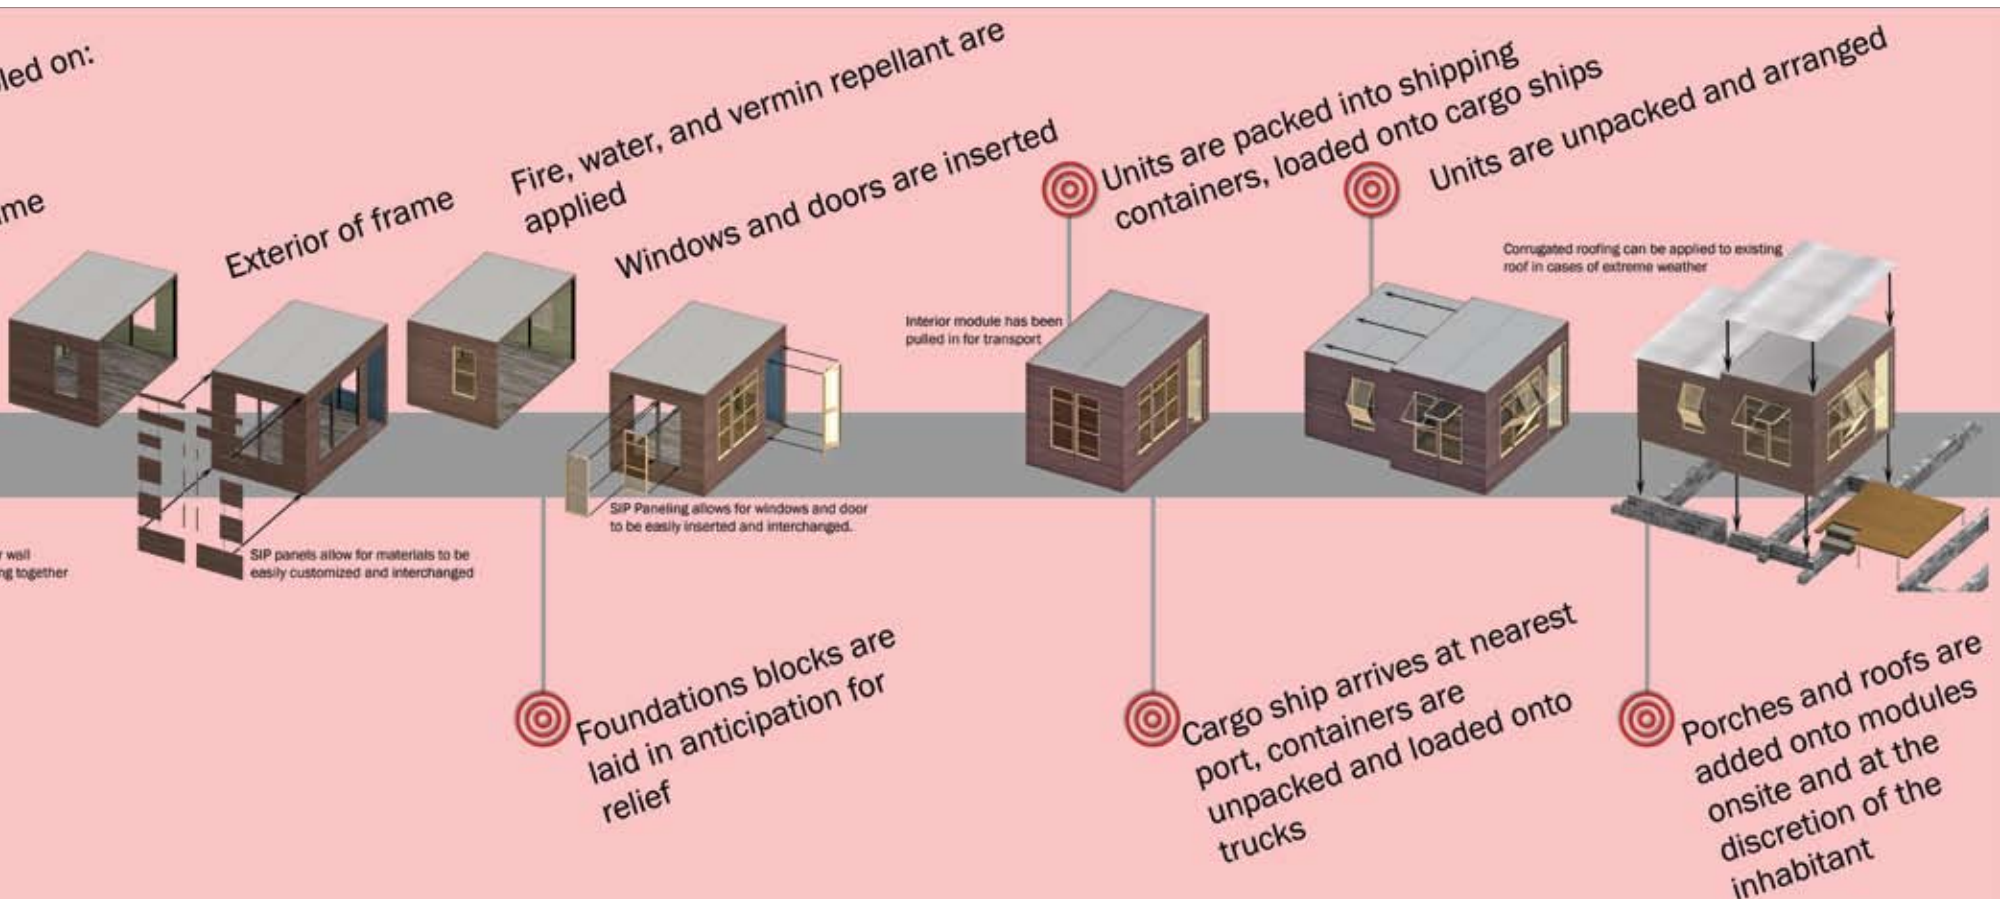 led on:
me
Exterior of frame
Fire, water, and vermin repellant are
applied
Windows and doors are inserted
Units are packed into shipping
containers, loaded onto cargo ships
Units are unpacked and arranged
Corrugated roofing can be applied to existing
roof in cases of extreme weather
Interior module has been
pulled in for transport
SIP Paneling allows for windows and door
to be easily inserted and interchanged.
wall
ng together
SIP panels allow for materials to be
easily customized and interchanged
Foundations blocks are
laid in anticipation for
relief
Cargo ship arrives at nearest
port, containers are
unpacked and loaded onto
trucks
Porches and roofs are
added onto modules
onsite and at the
discretion of the
inhabitant